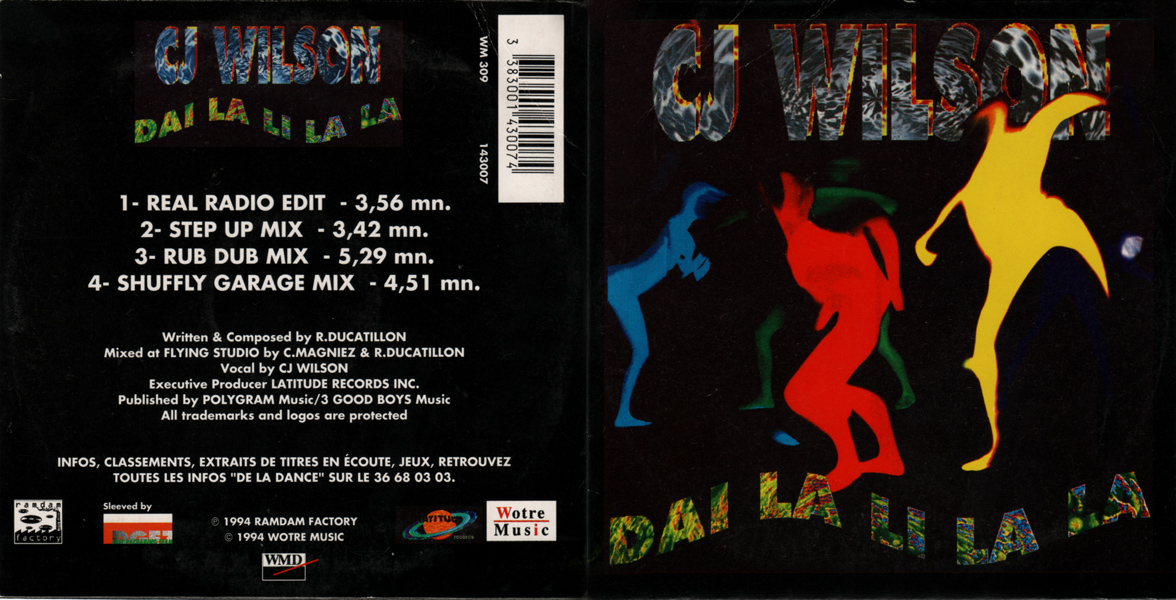 CJ WILSON
DAI LA LI LA LA
WM 309
143007
3 383001 430074
1- REAL RADIO EDIT - 3,56 mn.
2- STEP UP MIX - 3,42 mn.
3- RUB DUB MIX - 5,29 mn.
4- SHUFFLY GARAGE MIX - 4,51 mn.
Written & Composed by R.DUCATILLON
Mixed at FLYING STUDIO by C.MAGNIEZ & R.DUCATILLON
Vocal by CJ WILSON
Executive Producer LATITUDE RECORDS INC.
Published by POLYGRAM Music/3 GOOD BOYS Music
All trademarks and logos are protected
INFOS, CLASSEMENTS, EXTRAITS DE TITRES EN ÉCOUTE, JEUX, RETROUVEZ
TOUTES LES INFOS "DE LA DANCE" SUR LE 36 68 03 03.
ramdam
factory
Sleeved by
℗ 1994 RAMDAM FACTORY
© 1994 WOTRE MUSIC
WMD
LATITUDE
records
Wotre
Music
CJ WILSON
DAI LA LI LA LA